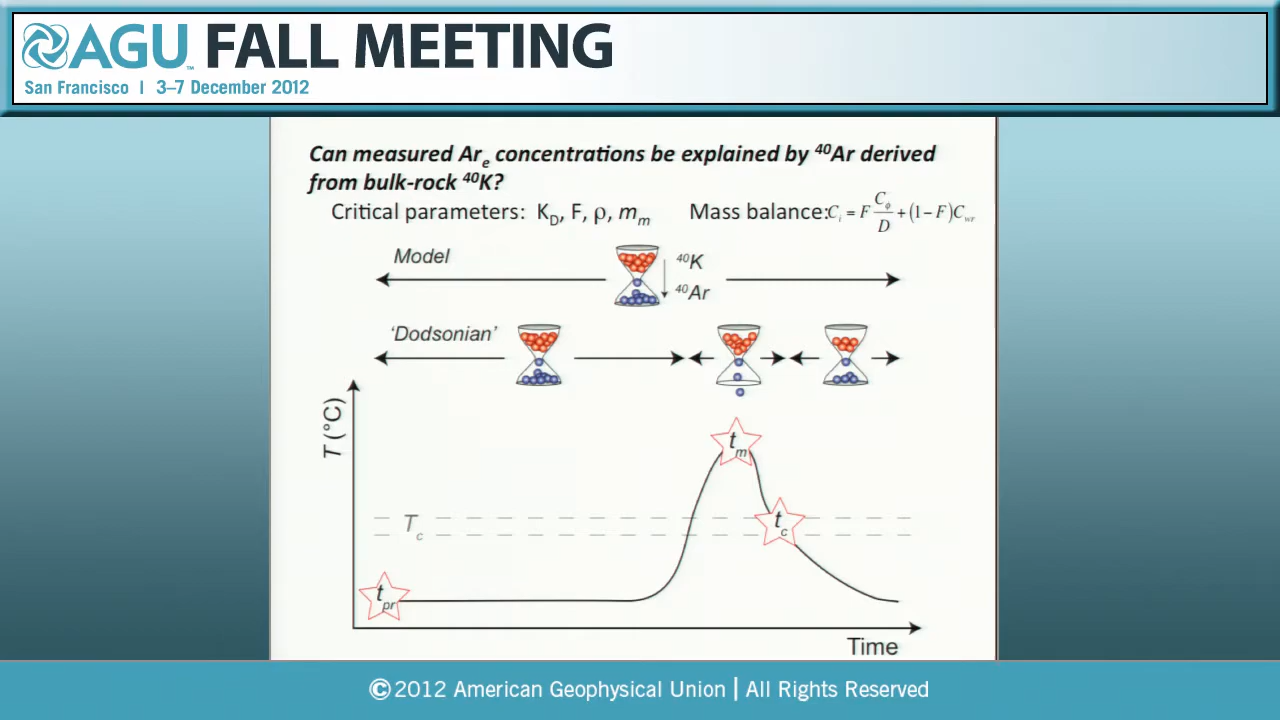 AGU™ FALL MEETING
San Francisco | 3–7 December 2012
Can measured Arₑ concentrations be explained by ⁴⁰Ar derived
from bulk-rock ⁴⁰K?
Critical parameters: K_D, F, ρ, m_m Mass balance: C_i = F C_ϕ/D + (1−F)C_wr
Model
⁴⁰K
⁴⁰Ar
'Dodsonian'
T (°C)
t_m
T_c
t_c
t_pr
Time
©2012 American Geophysical Union | All Rights Reserved